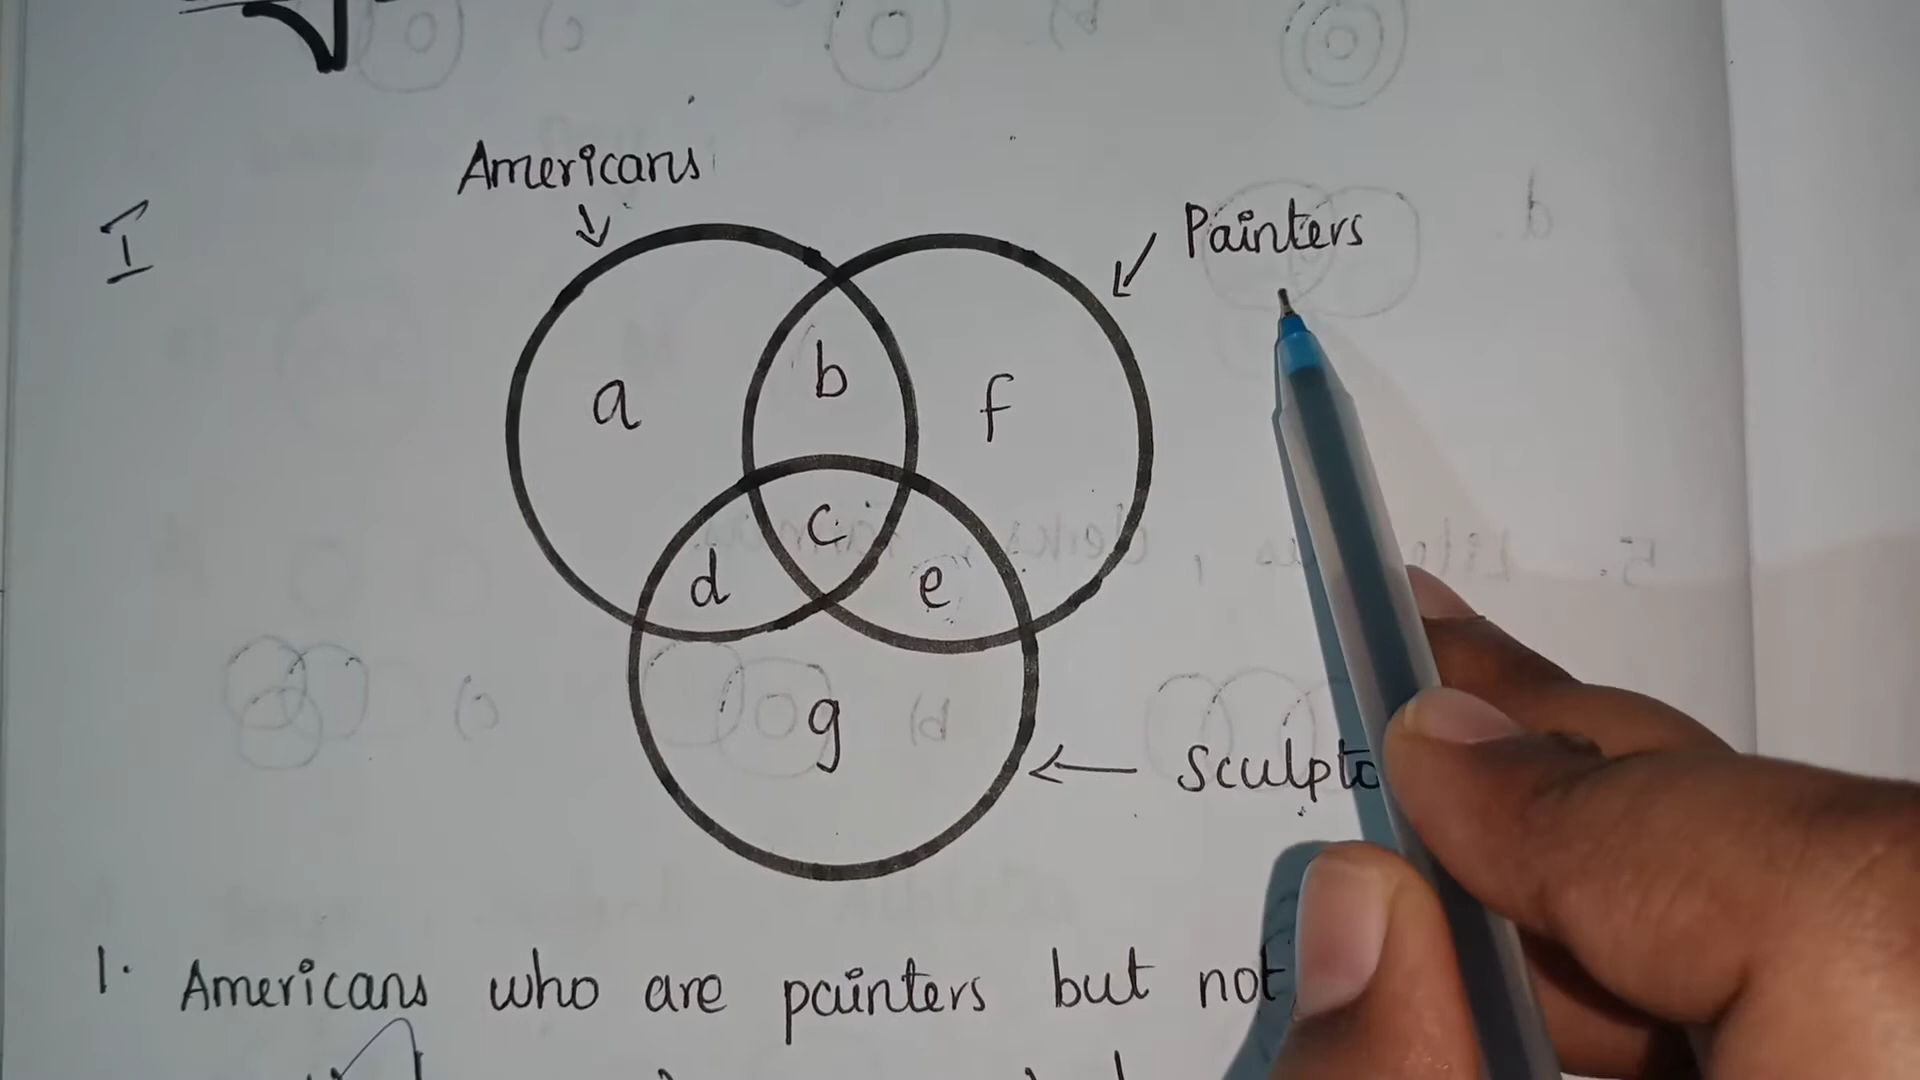 Americans
I
Painters
a
b
f
c
d
e
g
Sculpto
1. Americans who are painters but not